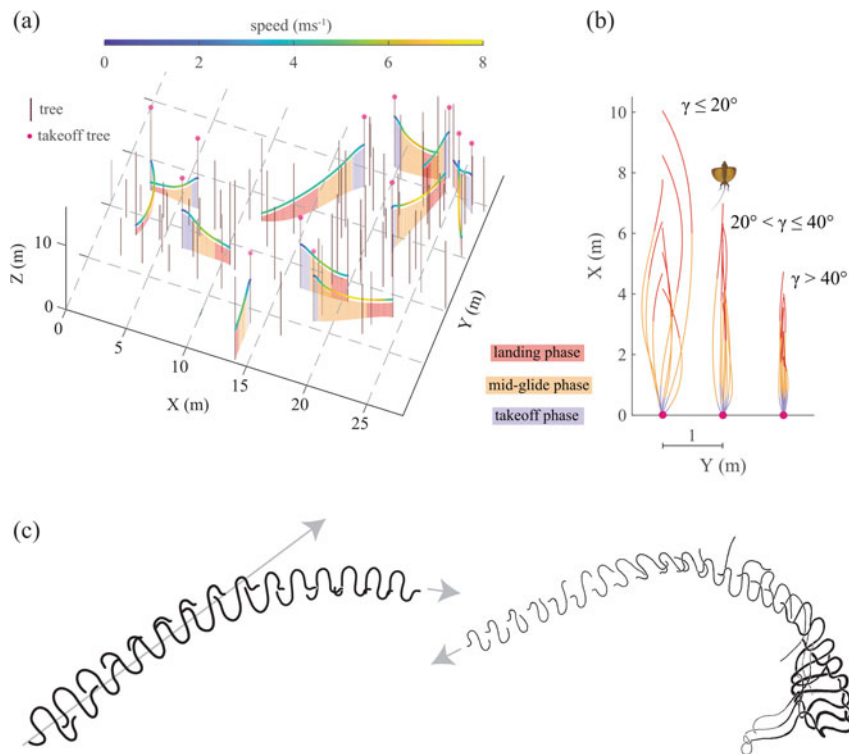 (a)
speed (ms⁻¹)
0 2 4 6 8
tree
takeoff tree
Z (m)
10
0
0
5
10
15
20
25
X (m)
Y (m)
landing phase
mid-glide phase
takeoff phase
(b)
X (m)
10
8
6
4
2
0
γ ≤ 20°
20° < γ ≤ 40°
γ > 40°
1
Y (m)
(c)